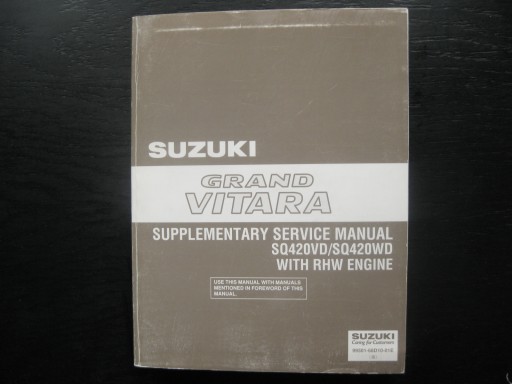 SUZUKI
GRAND
VITARA
SUPPLEMENTARY SERVICE MANUAL
SQ420VD/SQ420WD
WITH RHW ENGINE
USE THIS MANUAL WITH MANUALS
MENTIONED IN FOREWORD OF THIS
MANUAL.
SUZUKI
Caring for Customers